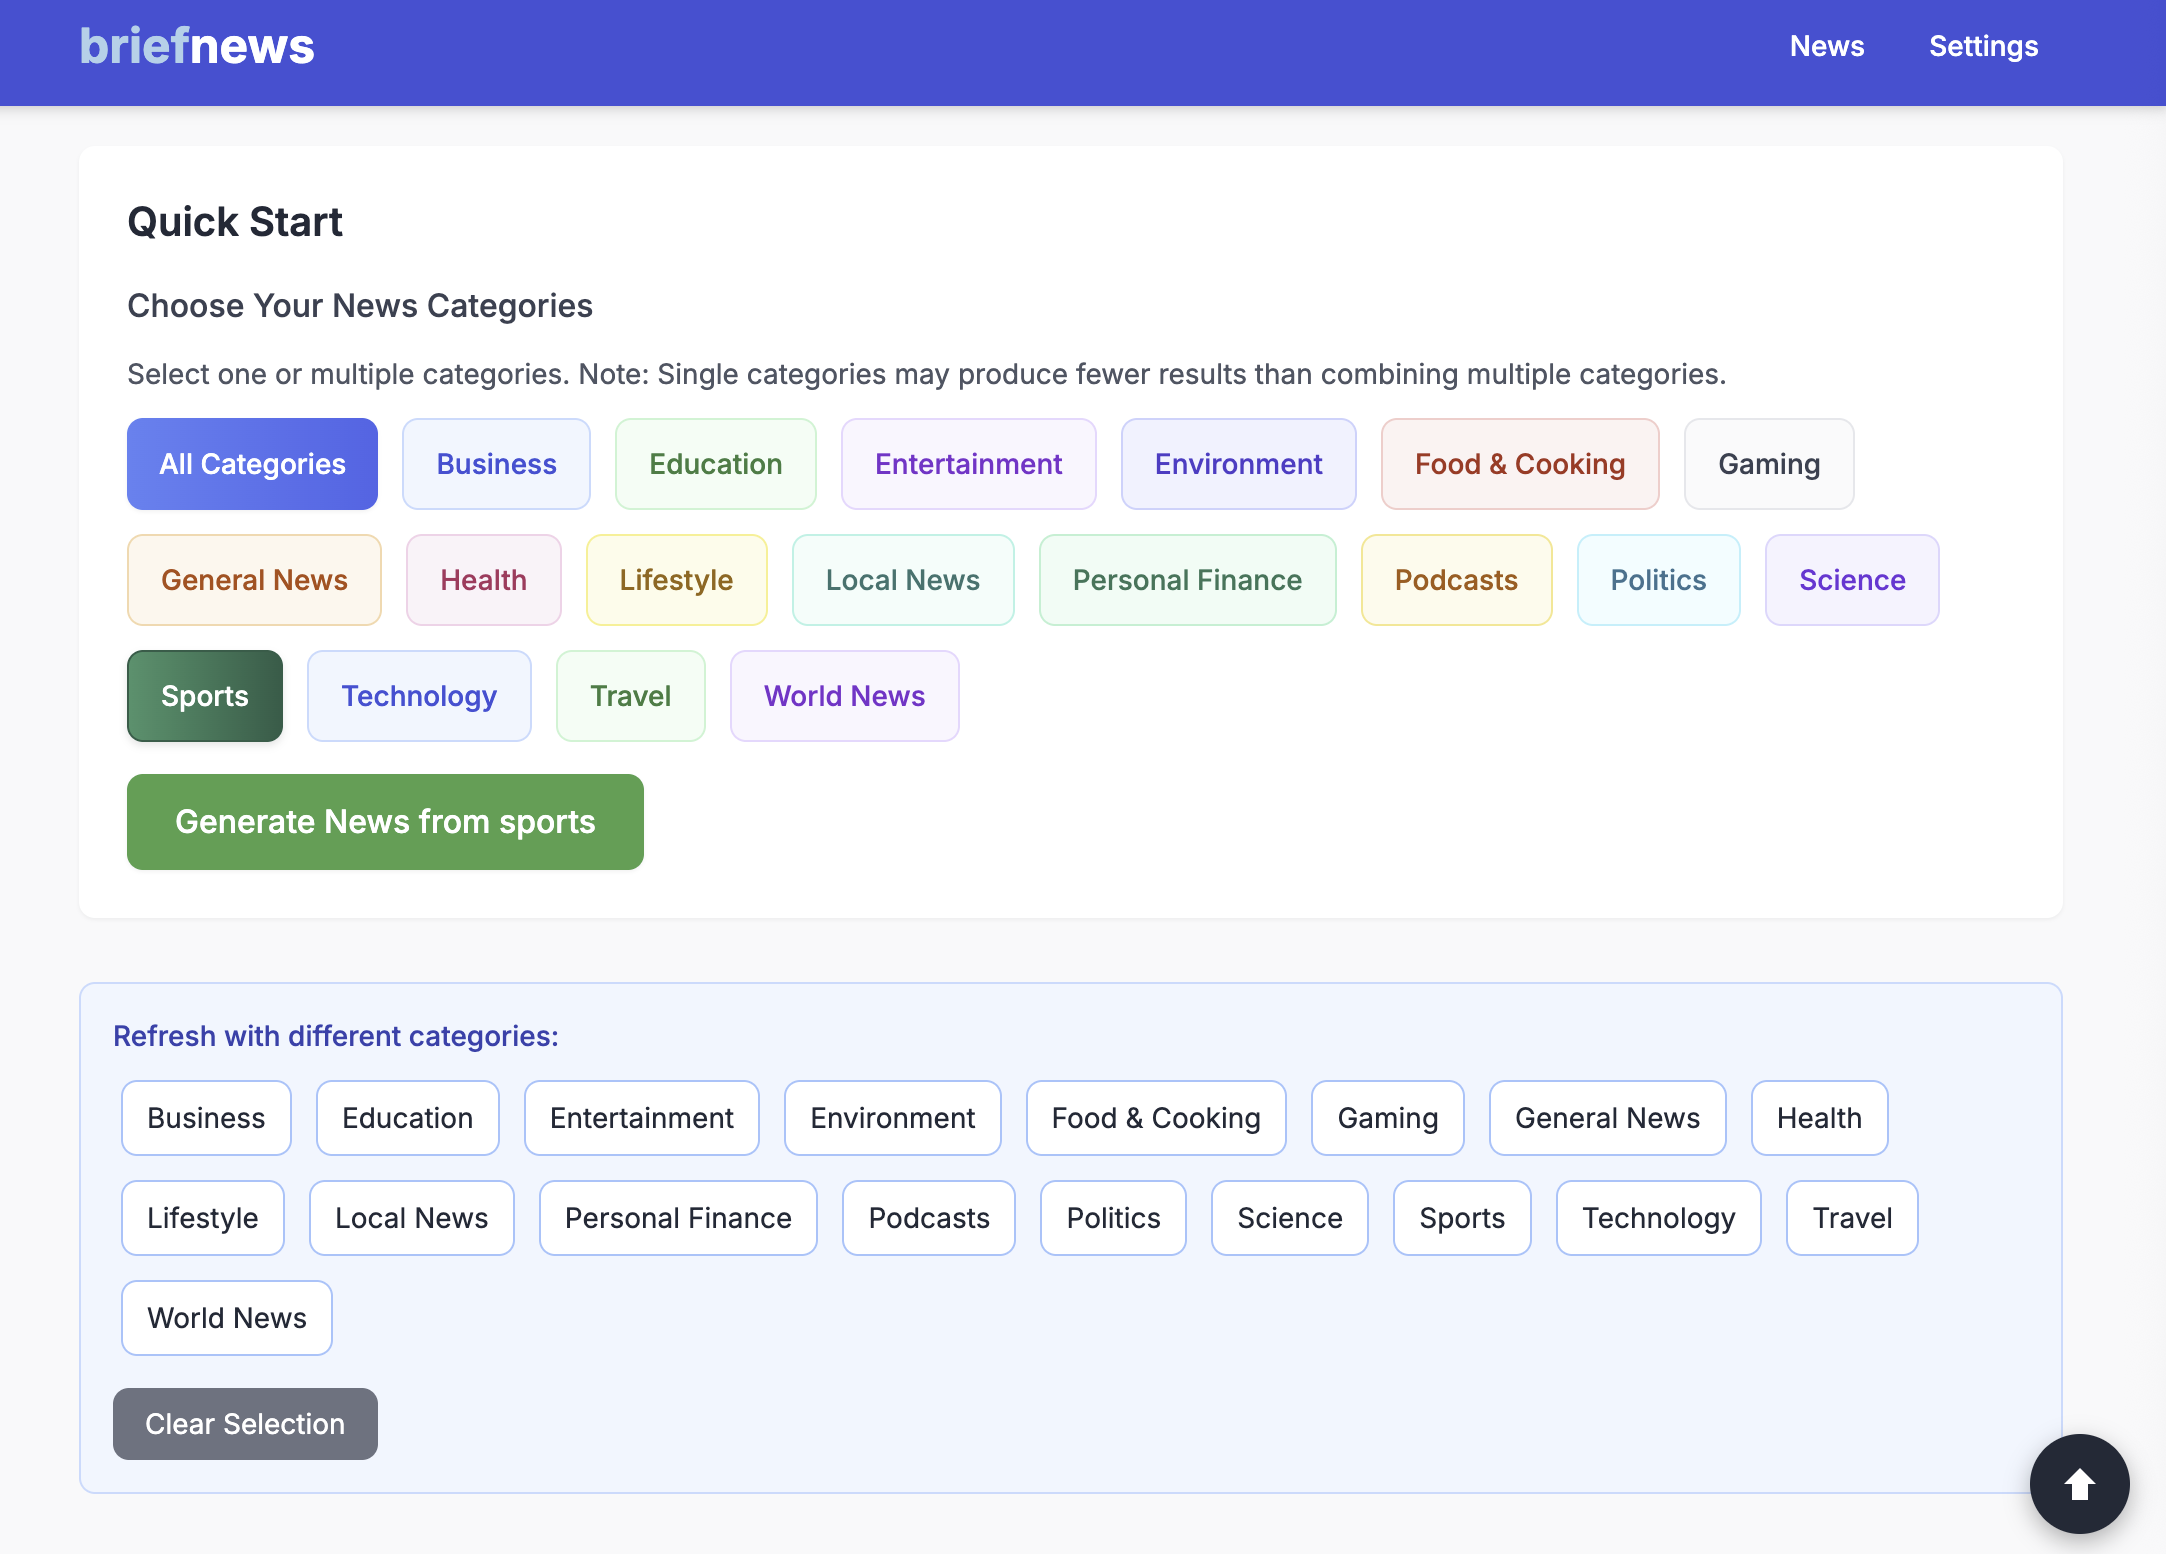 briefnews News Settings
Quick Start
Choose Your News Categories
Select one or multiple categories. Note: Single categories may produce fewer results than combining multiple categories.
All Categories Business Education Entertainment Environment Food & Cooking Gaming
General News Health Lifestyle Local News Personal Finance Podcasts Politics Science
Sports Technology Travel World News
Generate News from sports
Refresh with different categories:
Business Education Entertainment Environment Food & Cooking Gaming General News Health
Lifestyle Local News Personal Finance Podcasts Politics Science Sports Technology Travel
World News
Clear Selection